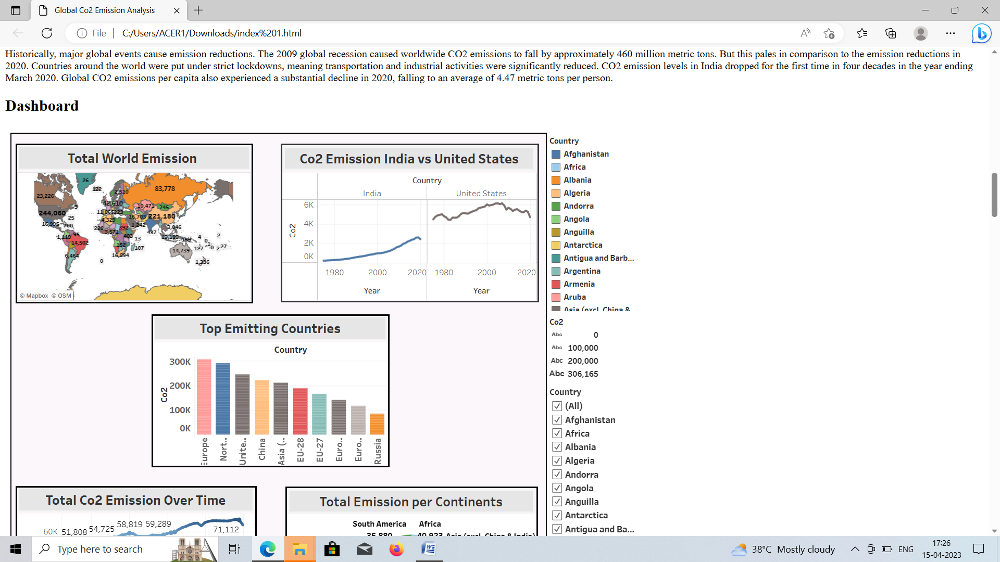 Global Co2 Emission Analysis
File
C:/Users/ACER1/Downloads/index%201.html
Historically, major global events cause emission reductions. The 2009 global recession caused worldwide CO2 emissions to fall by approximately 460 million metric tons. But this pales in comparison to the emission reductions in
2020. Countries around the world were put under strict lockdowns, meaning transportation and industrial activities were significantly reduced. CO2 emission levels in India dropped for the first time in four decades in the year ending
March 2020. Global CO2 emissions per capita also experienced a substantial decline in 2020, falling to an average of 4.47 metric tons per person.
Dashboard
Total World Emission
26
122
2,510
83,778
23,226
42,610
10,471
745
3
244,060
25
11,865
223
16,703
221,180
4,329
16,995
700
226
392
1,242
3,046
3,571
437
1,119
95
403
13
13,189
159
4
2
0
1
14,502
152
107
14,739
127
0
2
27
6,464
16,894
0
1,336
© Mapbox © OSM
Co2 Emission India vs United States
Country
India
United States
6K
4K
2K
0K
Co2
1980
2000
2020
1980
2000
2020
Year
Year
Top Emitting Countries
Country
300K
200K
100K
0K
Co2
Europe
Nort..
Unite..
China
Asia (..
EU-28
EU-27
Euro..
Euro..
Russia
Total Co2 Emission Over Time
60K
51,808
54,725
58,819
59,289
71,112
Total Emission per Continents
South America
Africa
35,880
40,923
Asia (excl. China & India)
Country
Afghanistan
Africa
Albania
Algeria
Andorra
Angola
Anguilla
Antarctica
Antigua and Barb...
Argentina
Armenia
Aruba
Asia (excl. China &
Co2
Abc 0
Abc 100,000
Abc 200,000
Abc 306,165
Country
(All)
Afghanistan
Africa
Albania
Algeria
Andorra
Angola
Anguilla
Antarctica
Antigua and Ba...
Type here to search
38°C Mostly cloudy
ENG
17:26
15-04-2023